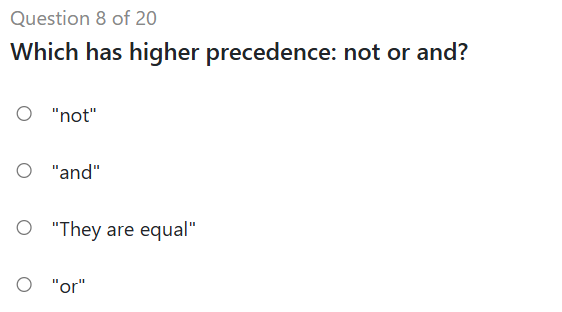 Question 8 of 20
Which has higher precedence: not or and?
"not"
"and"
"They are equal"
"or"